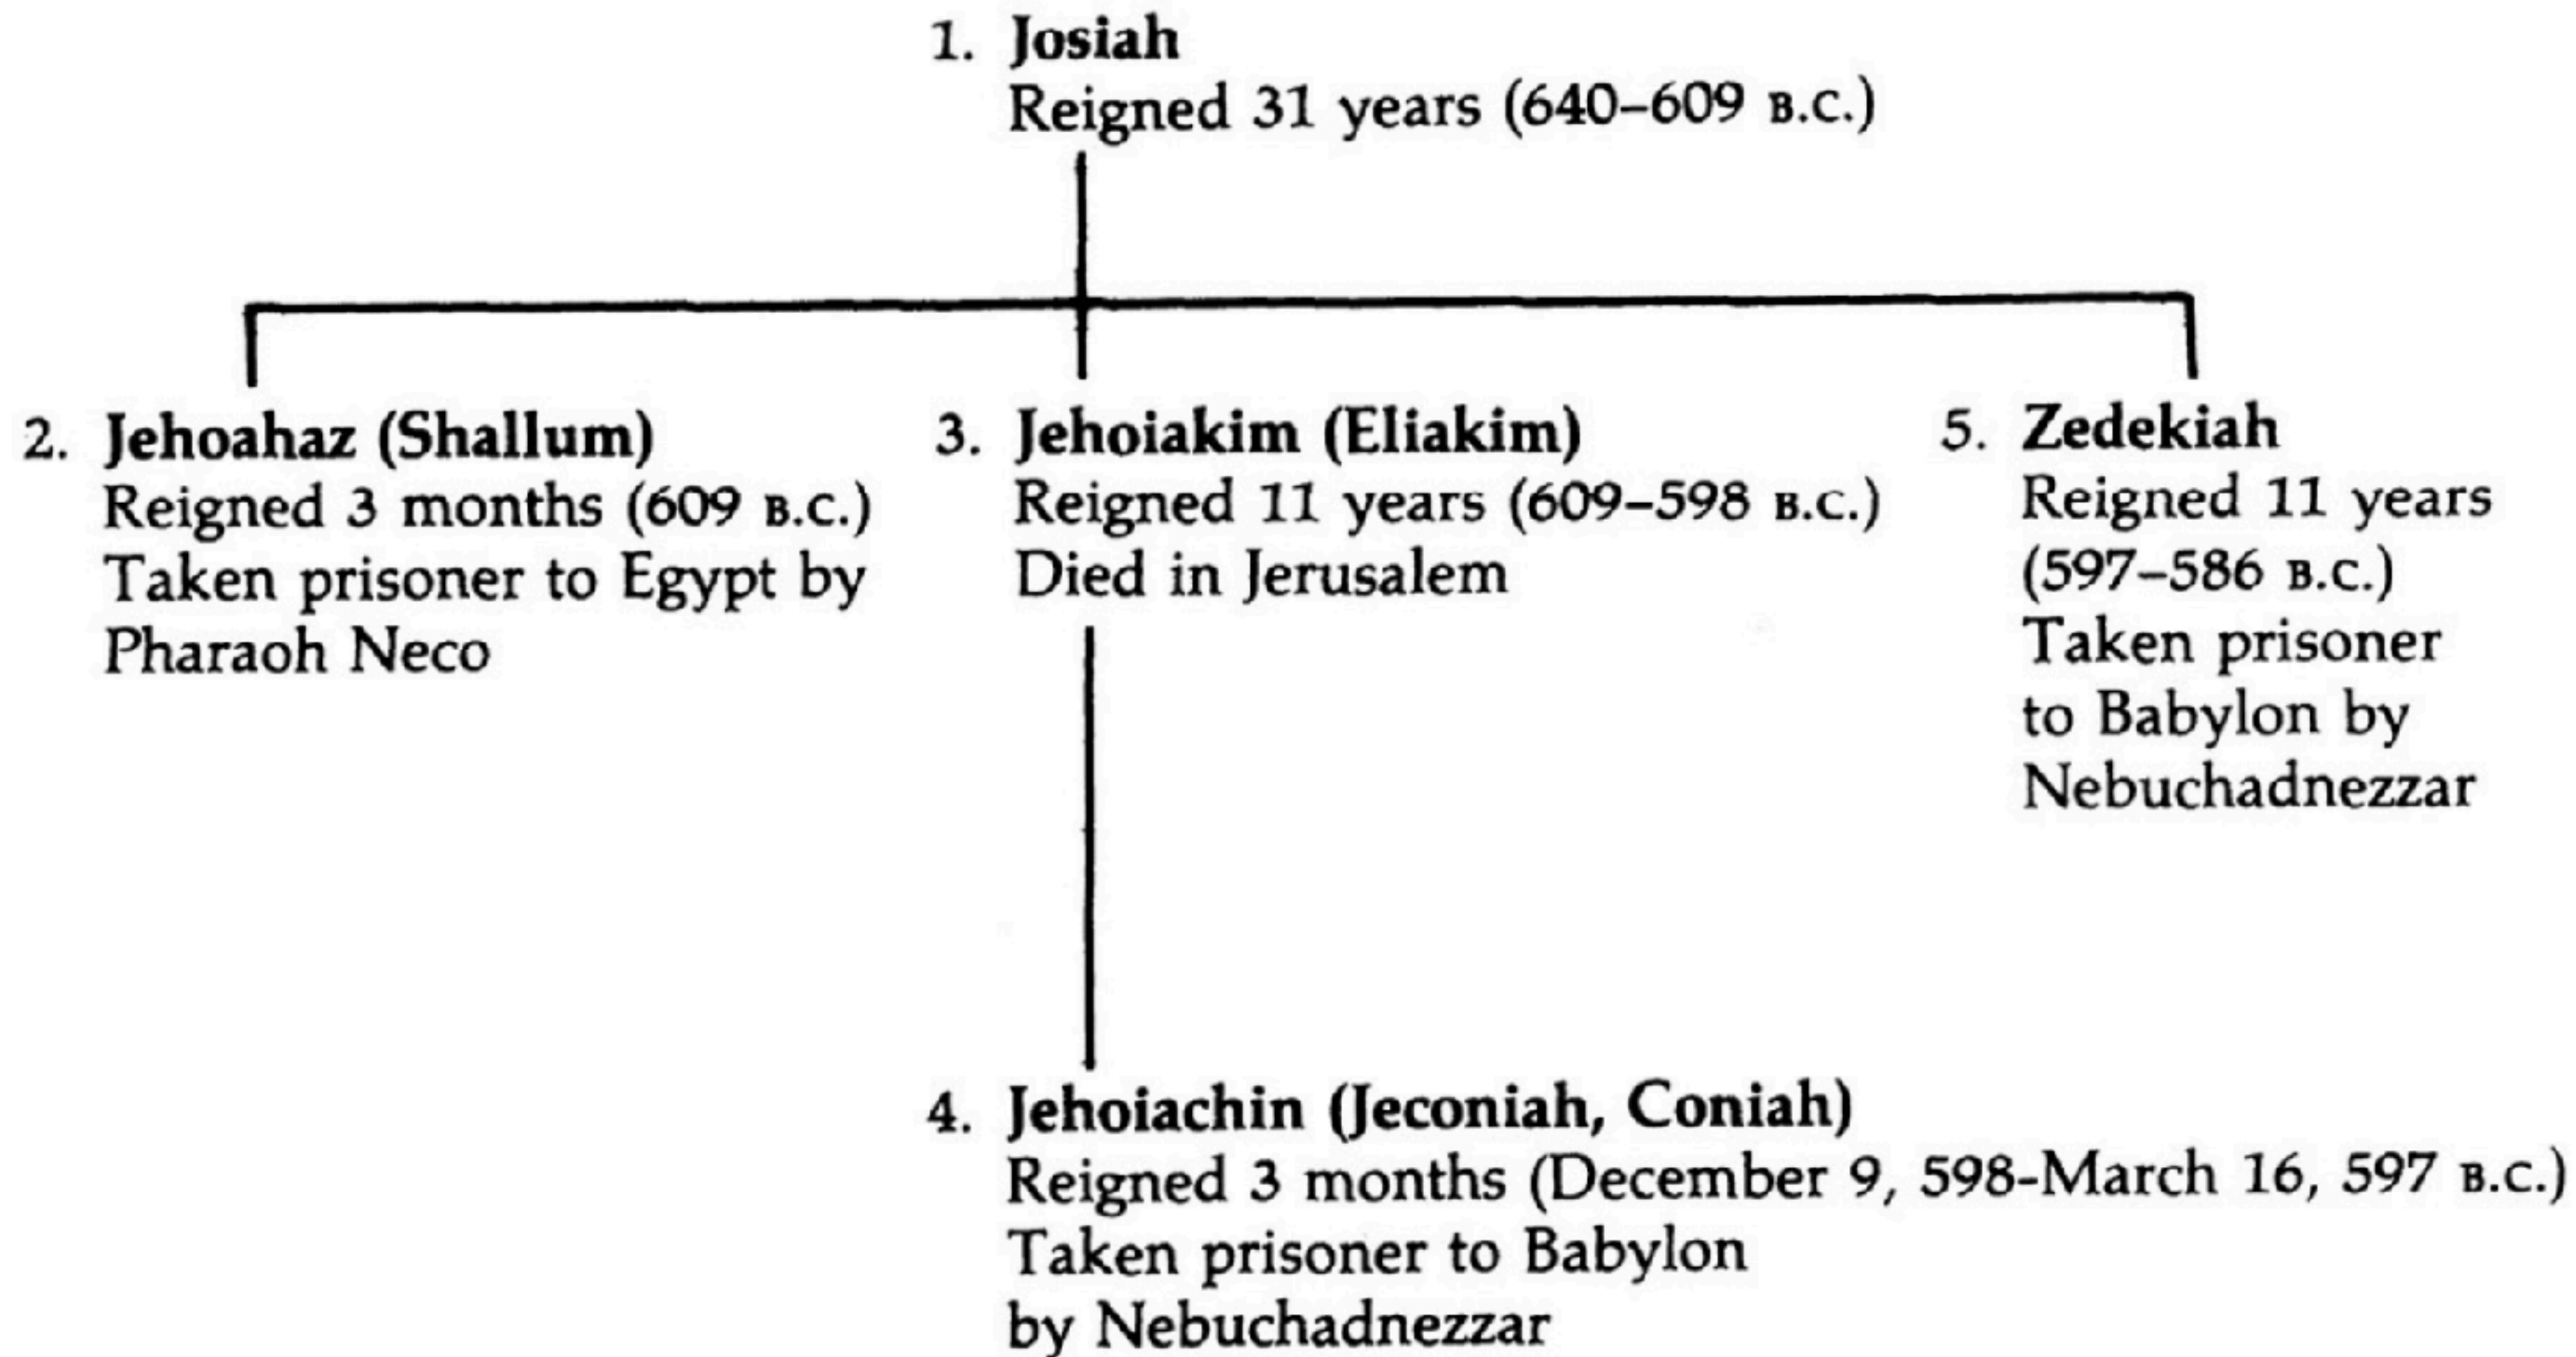 1. Josiah
Reigned 31 years (640–609 B.C.)
2. Jehoahaz (Shallum)
Reigned 3 months (609 B.C.)
Taken prisoner to Egypt by
Pharaoh Neco
3. Jehoiakim (Eliakim)
Reigned 11 years (609–598 B.C.)
Died in Jerusalem
5. Zedekiah
Reigned 11 years
(597–586 B.C.)
Taken prisoner
to Babylon by
Nebuchadnezzar
4. Jehoiachin (Jeconiah, Coniah)
Reigned 3 months (December 9, 598-March 16, 597 B.C.)
Taken prisoner to Babylon
by Nebuchadnezzar